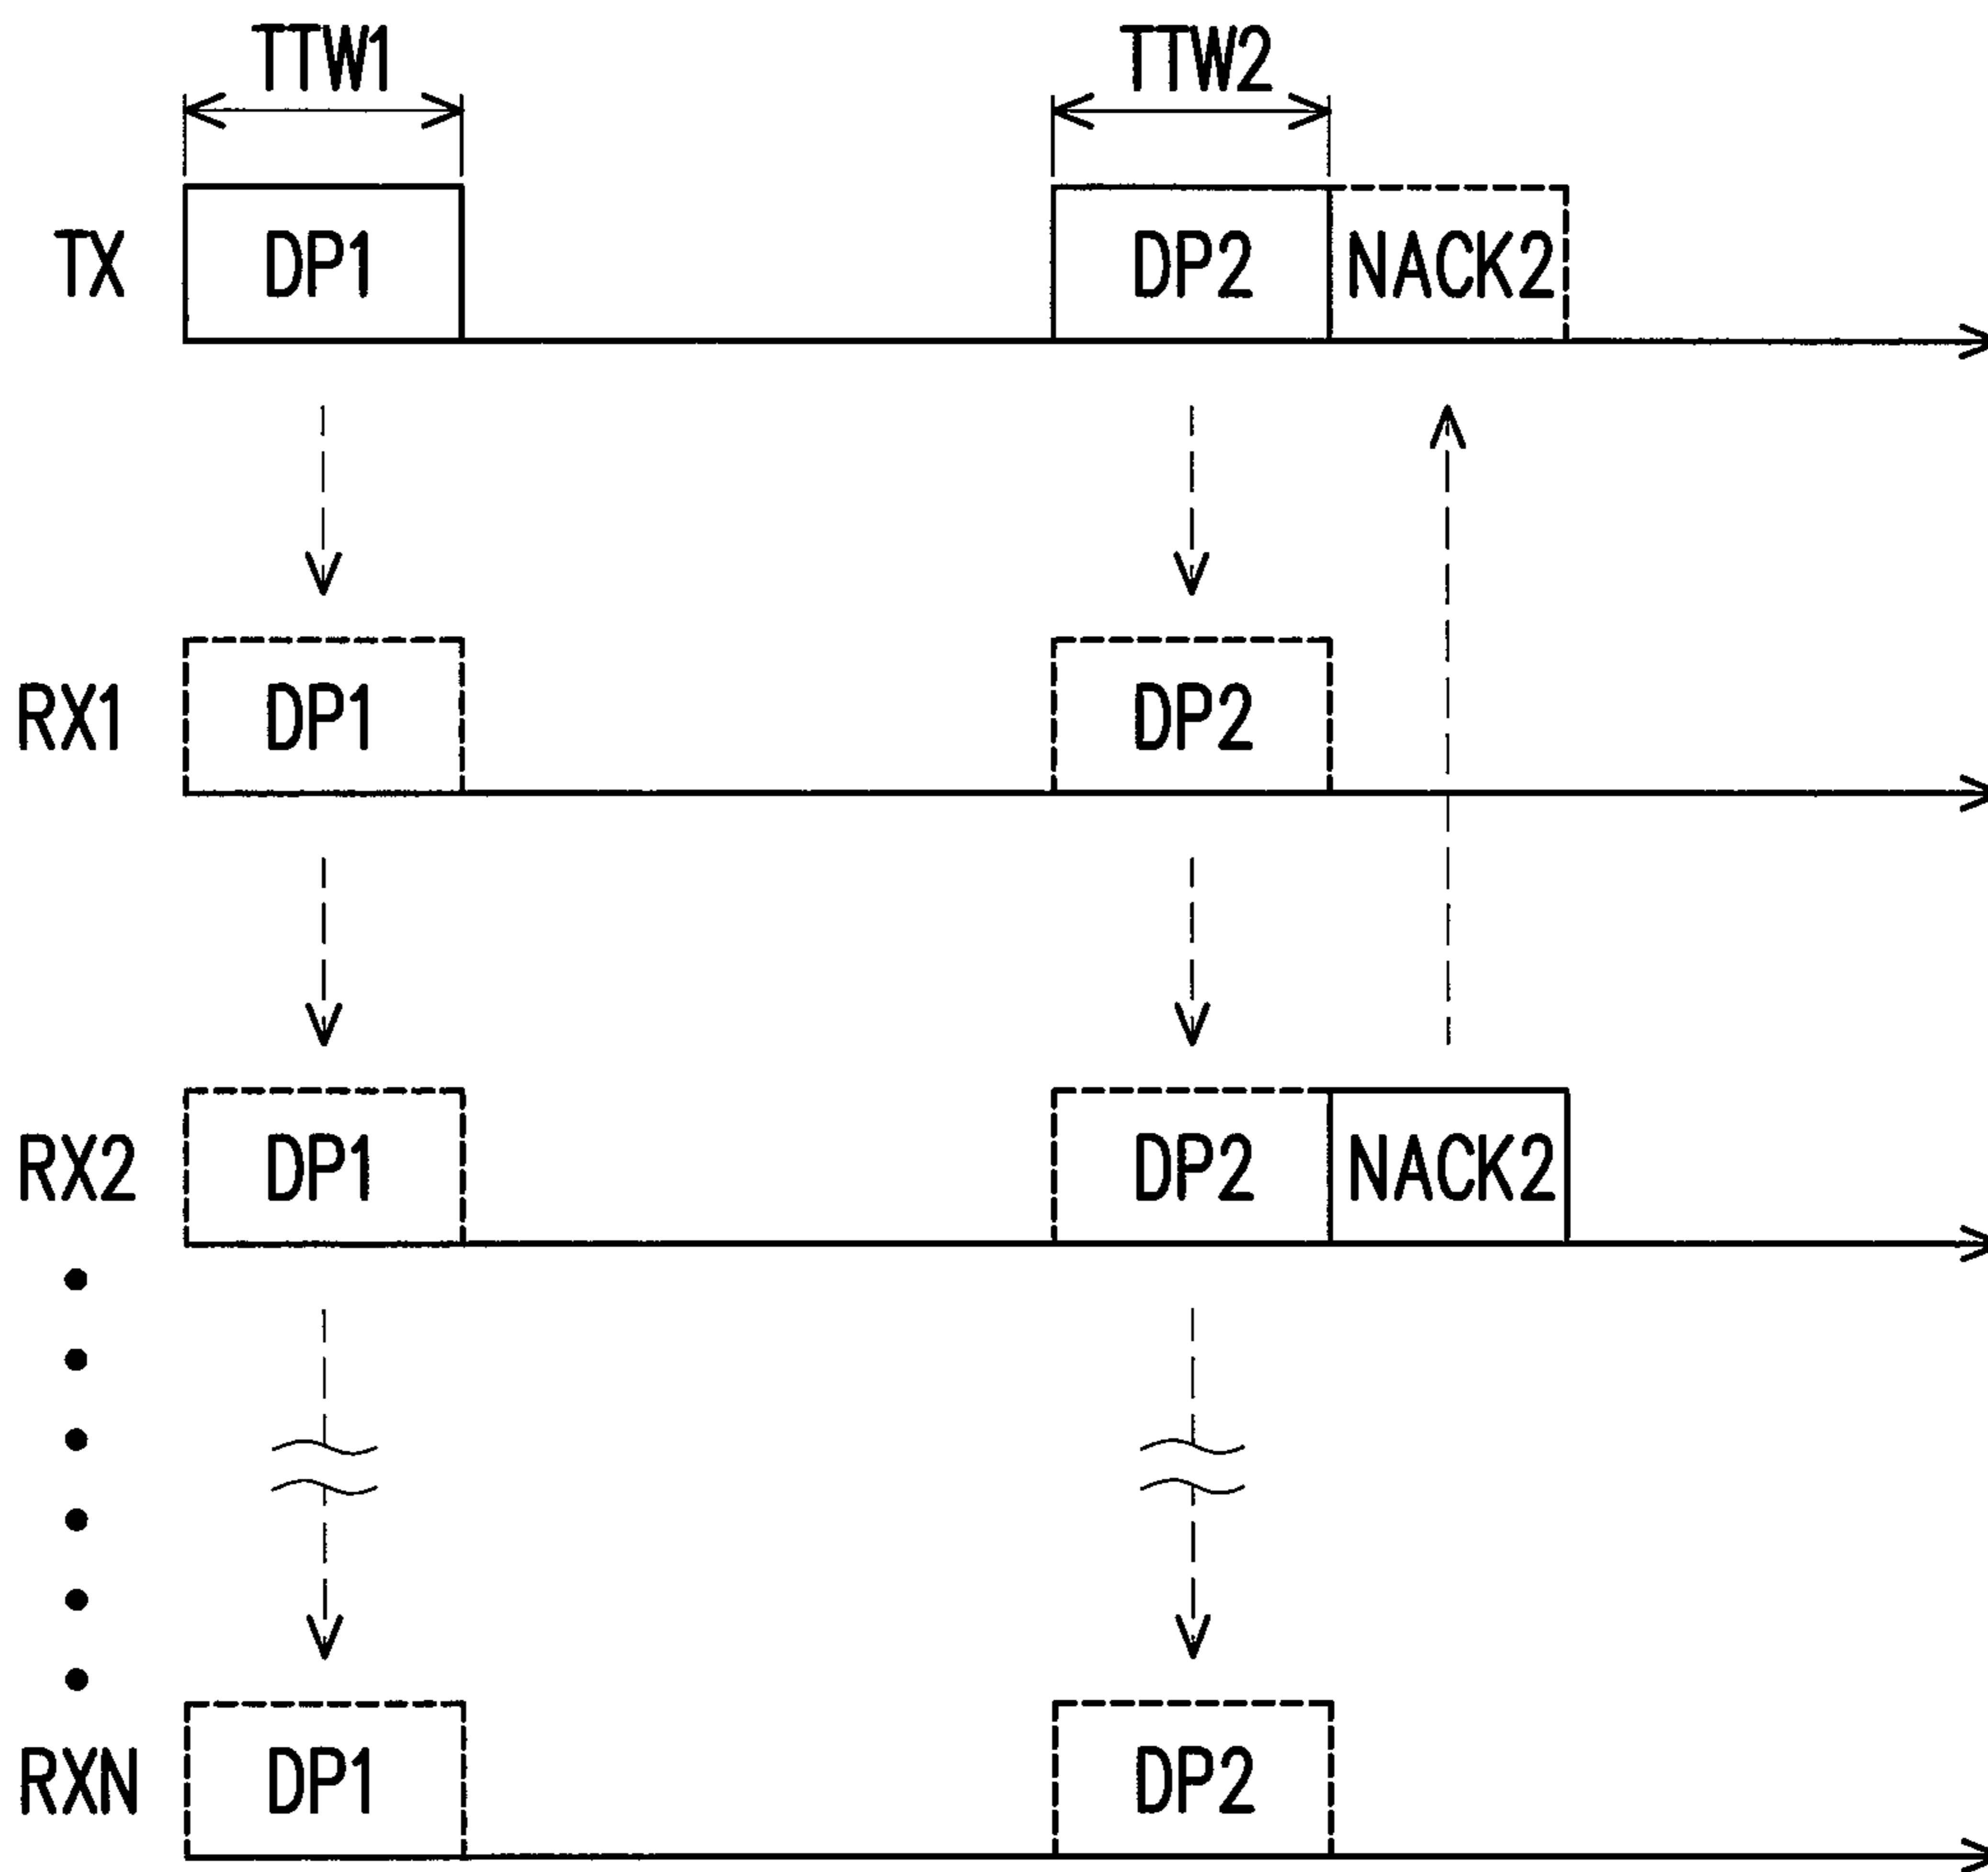 TTW1 TTW2
TX DP1 DP2 NACK2
RX1 DP1 DP2
RX2 DP1 DP2 NACK2
RXN DP1 DP2